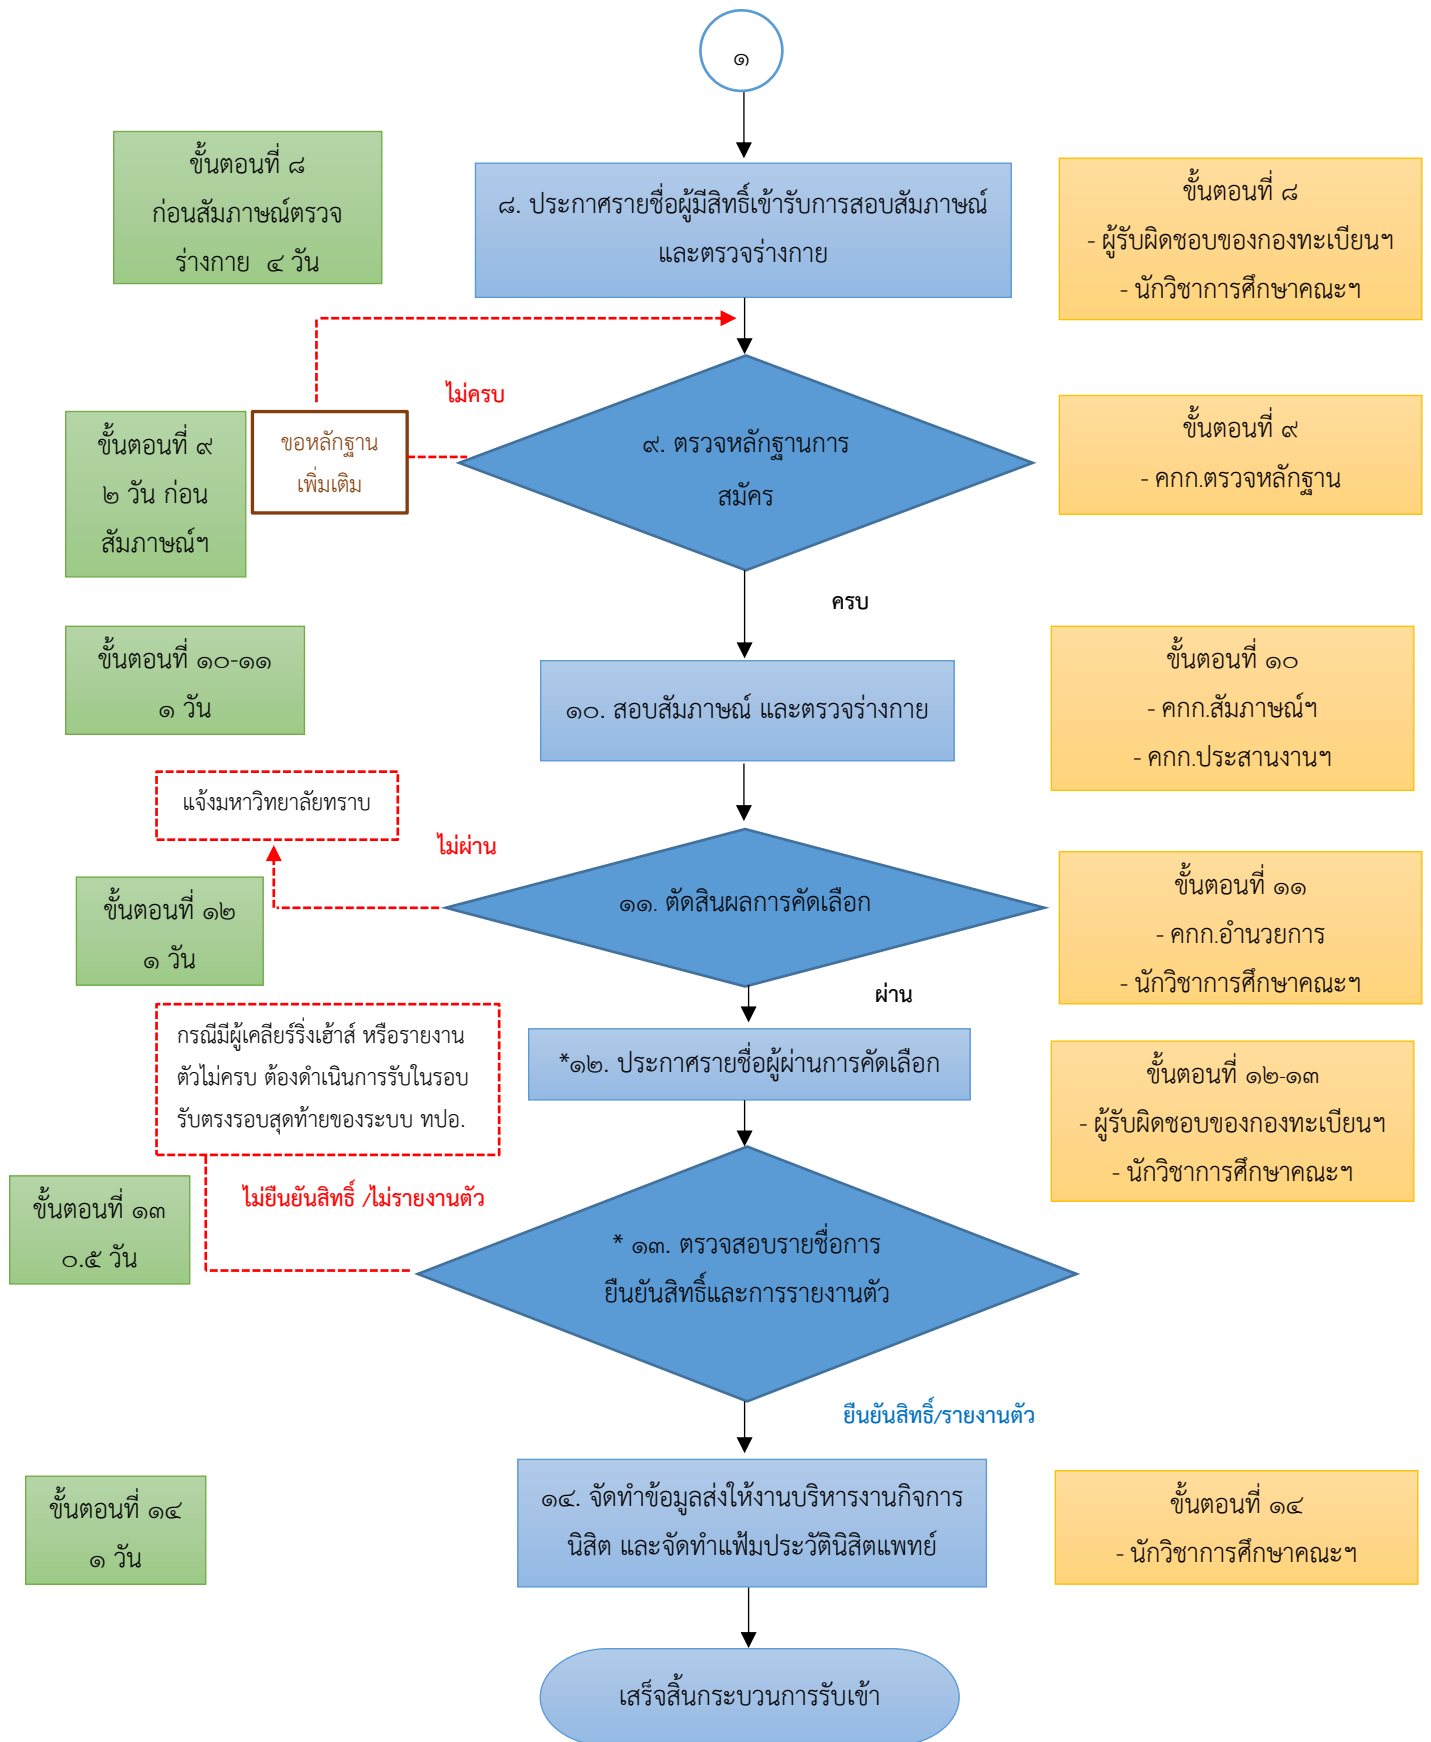 ๑
ขั้นตอนที่ ๘
ก่อนสัมภาษณ์ตรวจ
ร่างกาย ๔ วัน
๘. ประกาศรายชื่อผู้มีสิทธิ์เข้ารับการสอบสัมภาษณ์
และตรวจร่างกาย
ขั้นตอนที่ ๘
- ผู้รับผิดชอบของกองทะเบียนฯ
- นักวิชาการศึกษาคณะฯ
ไม่ครบ
ขั้นตอนที่ ๙
๒ วัน ก่อน
สัมภาษณ์ฯ
ขอหลักฐาน
เพิ่มเติม
๙. ตรวจหลักฐานการ
สมัคร
ขั้นตอนที่ ๙
- คกก.ตรวจหลักฐาน
ครบ
ขั้นตอนที่ ๑๐-๑๑
๑ วัน
๑๐. สอบสัมภาษณ์ และตรวจร่างกาย
ขั้นตอนที่ ๑๐
- คกก.สัมภาษณ์ฯ
- คกก.ประสานงานฯ
แจ้งมหาวิทยาลัยทราบ
ไม่ผ่าน
๑๑. ตัดสินผลการคัดเลือก
ขั้นตอนที่ ๑๑
- คกก.อำนวยการ
- นักวิชาการศึกษาคณะฯ
ขั้นตอนที่ ๑๒
๑ วัน
ผ่าน
กรณีมีผู้เคลียร์ริ่งเฮ้าส์ หรือรายงาน
ตัวไม่ครบ ต้องดำเนินการรับในรอบ
รับตรงรอบสุดท้ายของระบบ ทปอ.
*๑๒. ประกาศรายชื่อผู้ผ่านการคัดเลือก
ขั้นตอนที่ ๑๒-๑๓
- ผู้รับผิดชอบของกองทะเบียนฯ
- นักวิชาการศึกษาคณะฯ
ขั้นตอนที่ ๑๓
๐.๕ วัน
ไม่ยืนยันสิทธิ์ /ไม่รายงานตัว
* ๑๓. ตรวจสอบรายชื่อการ
ยืนยันสิทธิ์และการรายงานตัว
ยืนยันสิทธิ์/รายงานตัว
ขั้นตอนที่ ๑๔
๑ วัน
๑๔. จัดทำข้อมูลส่งให้งานบริหารงานกิจการ
นิสิต และจัดทำแฟ้มประวัตินิสิตแพทย์
ขั้นตอนที่ ๑๔
- นักวิชาการศึกษาคณะฯ
เสร็จสิ้นกระบวนการรับเข้า